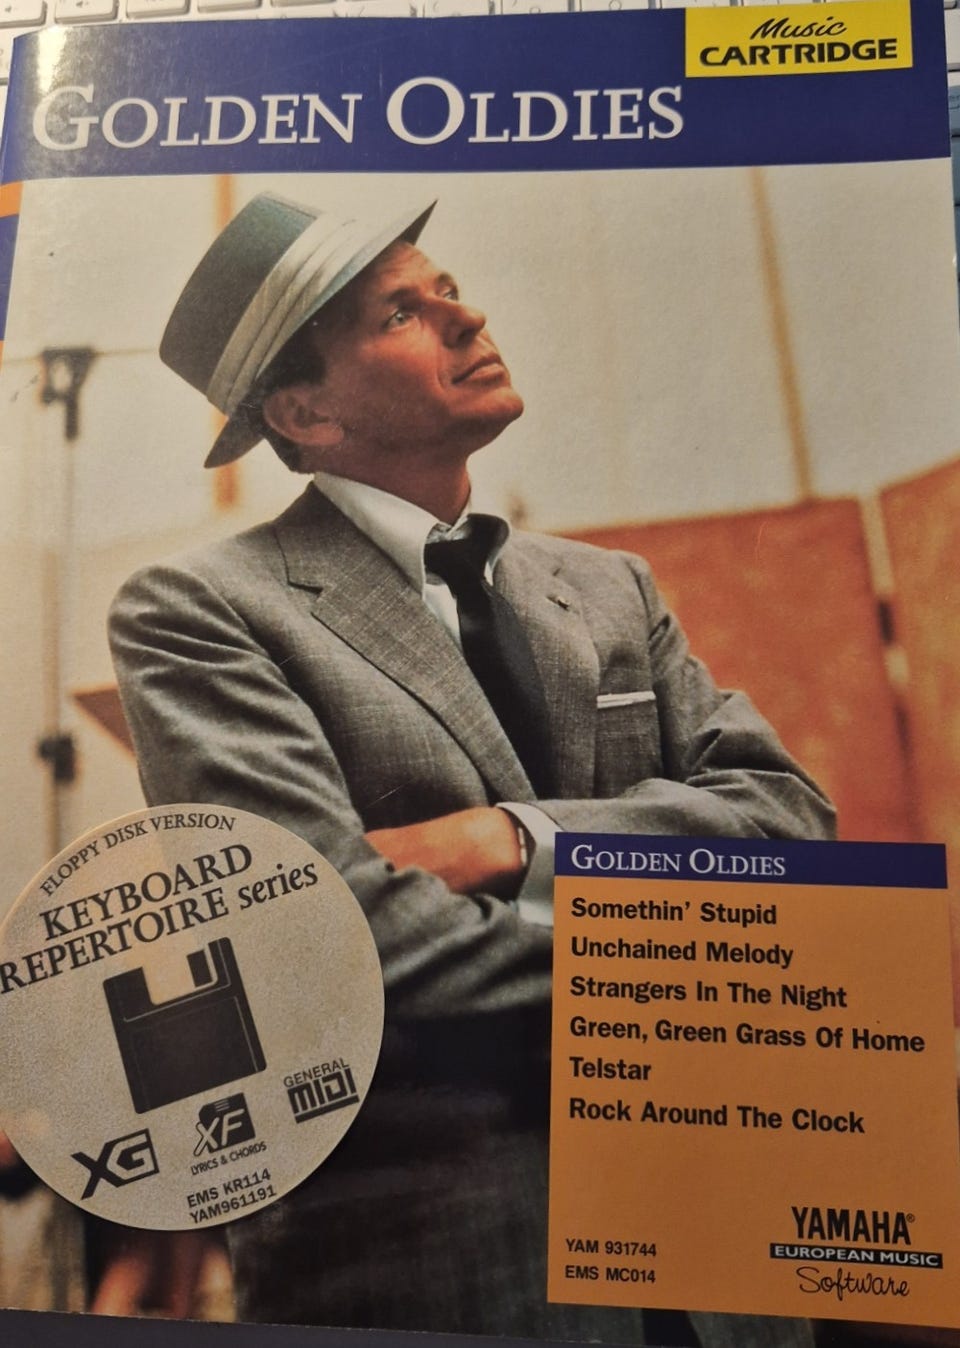 Music
CARTRIDGE
GOLDEN OLDIES
FLOPPY DISK VERSION
KEYBOARD
REPERTOIRE series
XG
XF
LYRICS & CHORDS
GENERAL
MIDI
EMS KR114
YAM961191
GOLDEN OLDIES
Somethin' Stupid
Unchained Melody
Strangers In The Night
Green, Green Grass Of Home
Telstar
Rock Around The Clock
YAM 931744
EMS MC014
YAMAHA®
EUROPEAN MUSIC
Software